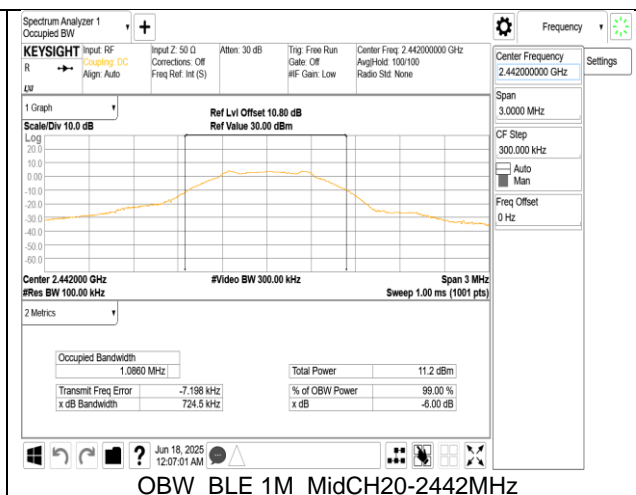 Spectrum Analyzer 1
Occupied BW
+
Frequency
KEYSIGHT
R
LXI
Input: RF
Coupling: DC
Align: Auto
Input Z: 50 Ω
Corrections: Off
Freq Ref: Int (S)
Atten: 30 dB
Trig: Free Run
Gate: Off
#IF Gain: Low
Center Freq: 2.442000000 GHz
Avg|Hold: 100/100
Radio Std: None
Center Frequency
2.442000000 GHz
Settings
Span
3.0000 MHz
CF Step
300.000 kHz
Auto
Man
Freq Offset
0 Hz
1 Graph
Scale/Div 10.0 dB
Ref Lvl Offset 10.80 dB
Ref Value 30.00 dBm
Log
20.0
10.0
0.00
-10.0
-20.0
-30.0
-40.0
-50.0
-60.0
Center 2.442000 GHz
#Video BW 300.00 kHz
Span 3 MHz
#Res BW 100.00 kHz
Sweep 1.00 ms (1001 pts)
2 Metrics
Occupied Bandwidth
1.0860 MHz
Total Power 11.2 dBm
Transmit Freq Error -7.198 kHz
% of OBW Power 99.00 %
x dB Bandwidth 724.5 kHz
x dB -6.00 dB
?
Jun 18, 2025
12:07:01 AM
OBW_BLE 1M_MidCH20-2442MHz